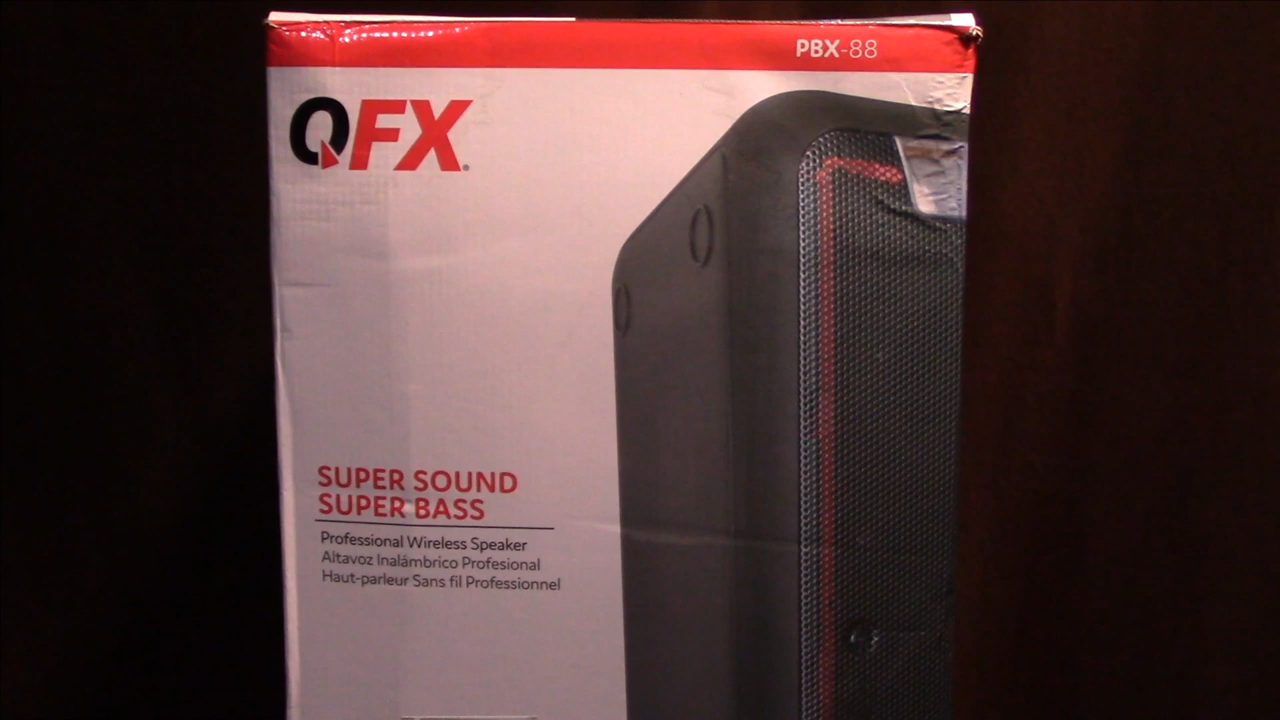 PBX-88
QFX
SUPER SOUND
SUPER BASS
Professional Wireless Speaker
Altavoz Inalámbrico Profesional
Haut-parleur Sans fil Professionnel